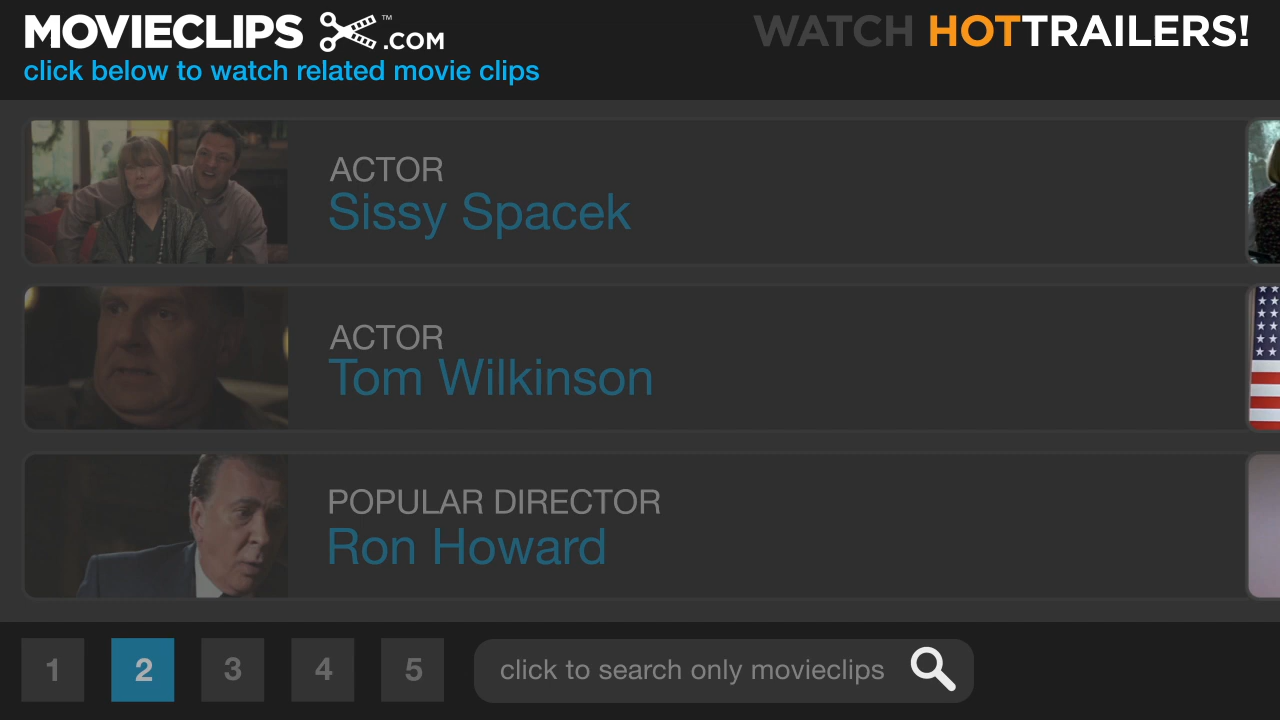 MOVIECLIPS .COM ™
WATCH HOTTRAILERS!
click below to watch related movie clips
ACTOR
Sissy Spacek
ACTOR
Tom Wilkinson
POPULAR DIRECTOR
Ron Howard
1 2 3 4 5 click to search only movieclips